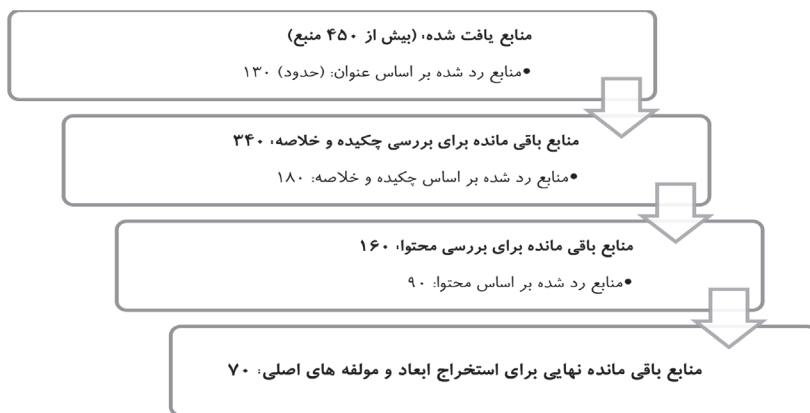 منابع یافت شده: (بیش از ۴۵۰ منبع)
•منابع رد شده بر اساس عنوان: (حدود) ۱۳۰
منابع باقی مانده برای بررسی چکیده و خلاصه: ۳۴۰
•منابع رد شده بر اساس چکیده و خلاصه: ۱۸۰
منابع باقی مانده برای بررسی محتوا: ۱۶۰
•منابع رد شده بر اساس محتوا: ۹۰
منابع باقی مانده نهایی برای استخراج ابعاد و مولفه های اصلی: ۷۰